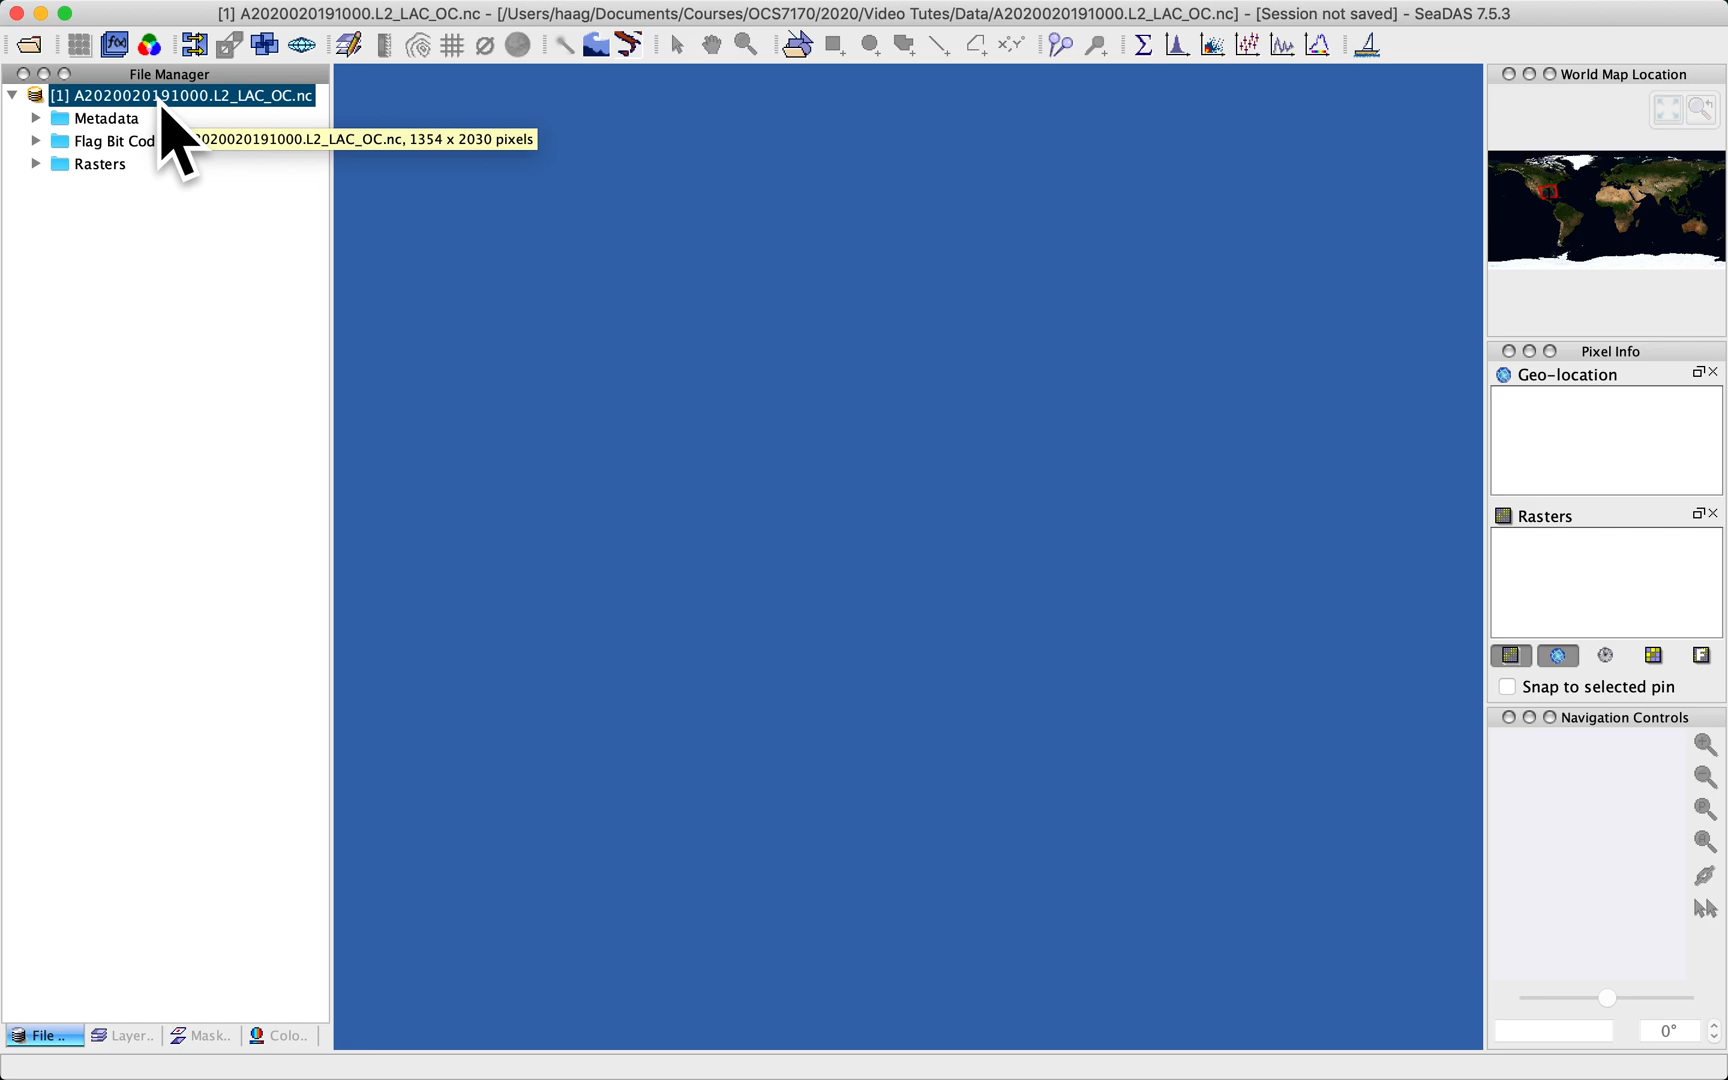 [1] A2020020191000.L2_LAC_OC.nc - [/Users/haag/Documents/Courses/OCS7170/2020/Video Tutes/Data/A2020020191000.L2_LAC_OC.nc] - [Session not saved] - SeaDAS 7.5.3
File Manager
[1] A2020020191000.L2_LAC_OC.nc
Metadata
Flag Bit Cod
2020020191000.L2_LAC_OC.nc, 1354 x 2030 pixels
Rasters
World Map Location
Pixel Info
Geo-location
Rasters
Snap to selected pin
Navigation Controls
0°
File ..
Layer..
Mask..
Colo..